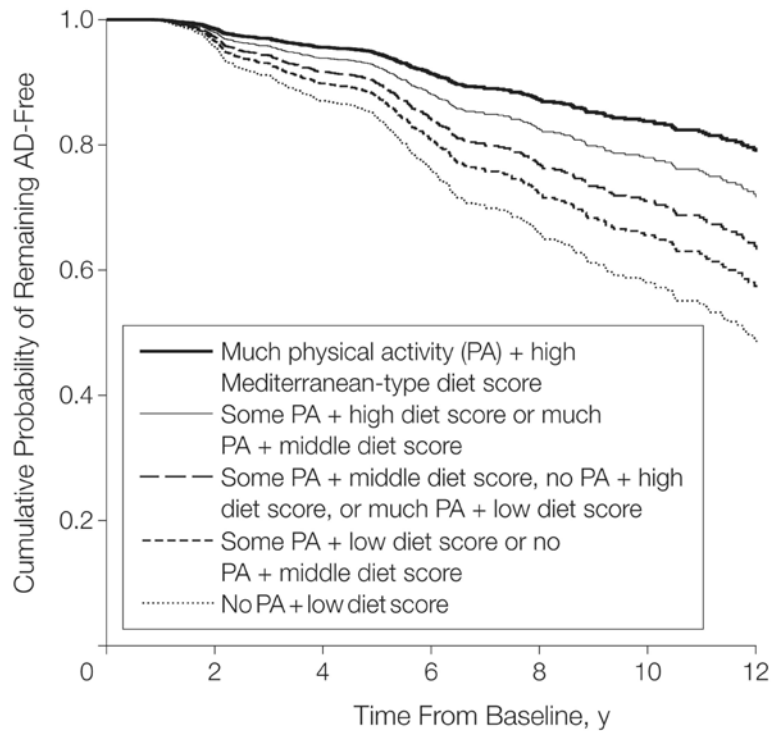 Cumulative Probability of Remaining AD-Free
1.0
0.8
0.6
0.4
0.2
Much physical activity (PA) + high
Mediterranean-type diet score
Some PA + high diet score or much
PA + middle diet score
Some PA + middle diet score, no PA + high
diet score, or much PA + low diet score
Some PA + low diet score or no
PA + middle diet score
No PA + low diet score
0 2 4 6 8 10 12
Time From Baseline, y